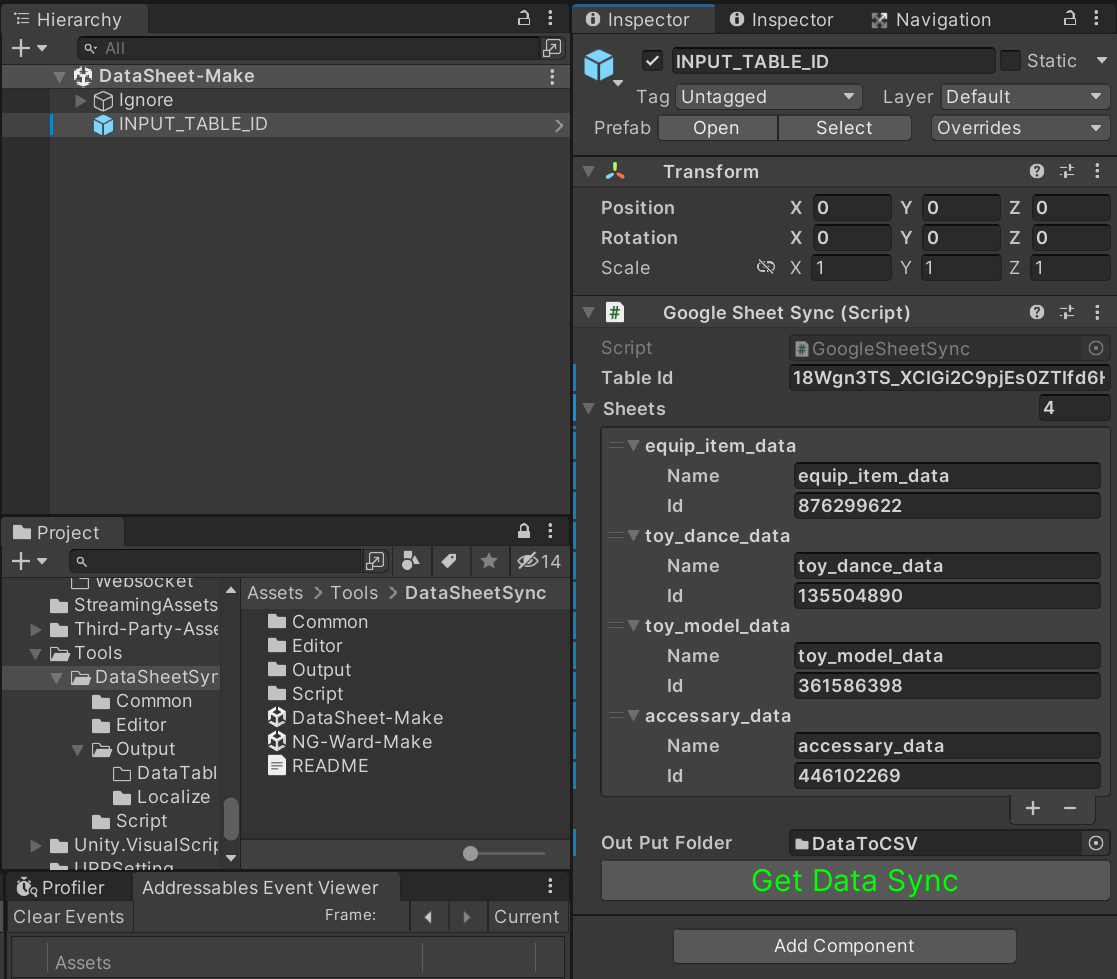 Hierarchy
All
DataSheet-Make
Ignore
INPUT_TABLE_ID
Project
14
Websocket
StreamingAssets
Third-Party-Asse
Tools
DataSheetSyn
Common
Editor
Output
DataTabl
Localize
Script
Unity.VisualScrip
URPSetting
Assets > Tools > DataSheetSync
Common
Editor
Output
Script
DataSheet-Make
NG-Ward-Make
README
Profiler
Addressables Event Viewer
Clear Events
Frame:
Current
Assets
Inspector
Inspector
Navigation
INPUT_TABLE_ID
Static
Tag Untagged Layer Default
Prefab Open Select Overrides
Transform
Position X 0 Y 0 Z 0
Rotation X 0 Y 0 Z 0
Scale X 1 Y 1 Z 1
# Google Sheet Sync (Script)
Script # GoogleSheetSync
Table Id
Sheets 4
equip_item_data
Name equip_item_data
Id 876299622
toy_dance_data
Name toy_dance_data
Id 135504890
toy_model_data
Name toy_model_data
Id 361586398
accessary_data
Name accessary_data
Id 446102269
+ −
Out Put Folder DataToCSV
Get Data Sync
Add Component